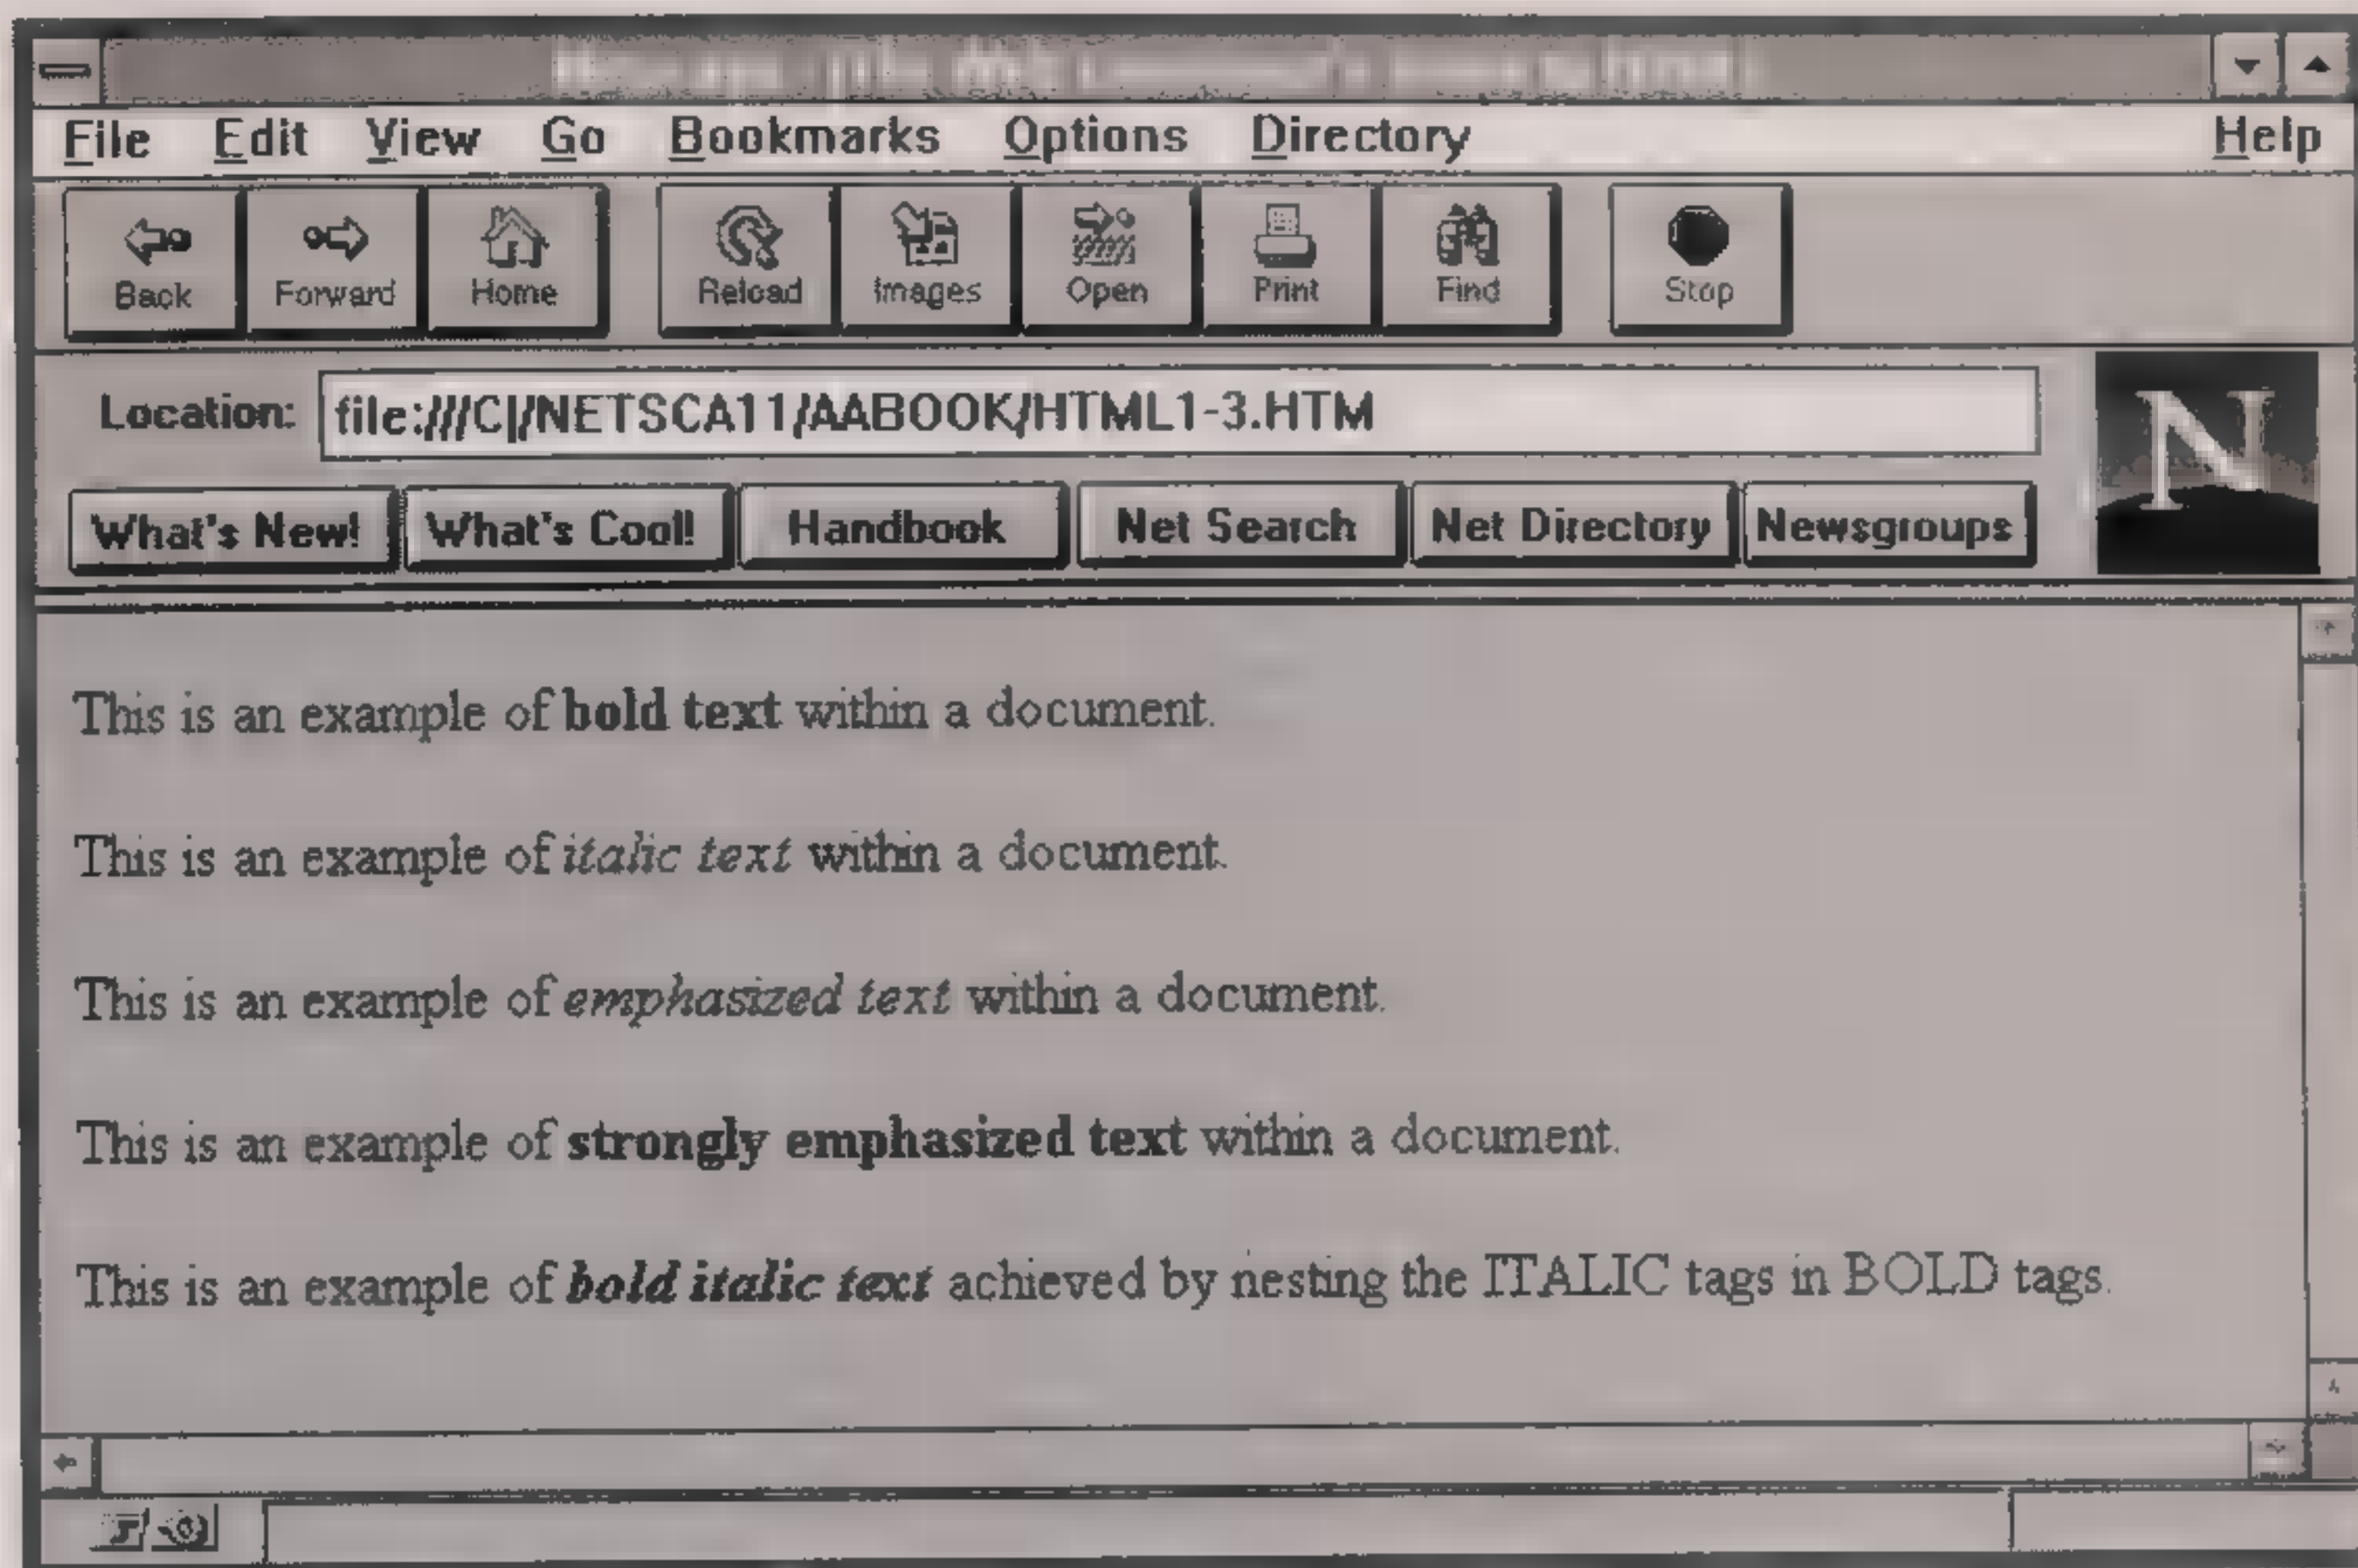 File Edit View Go Bookmarks Options Directory Help
Back Forward Home Reload Images Open Print Find Stop
Location: file:///C|/NETSCA11/AABOOK/HTML1-3.HTM
N
What's New! What's Cool! Handbook Net Search Net Directory Newsgroups
This is an example of bold text within a document.
This is an example of italic text within a document.
This is an example of emphasized text within a document.
This is an example of strongly emphasized text within a document.
This is an example of bold italic text achieved by nesting the ITALIC tags in BOLD tags.